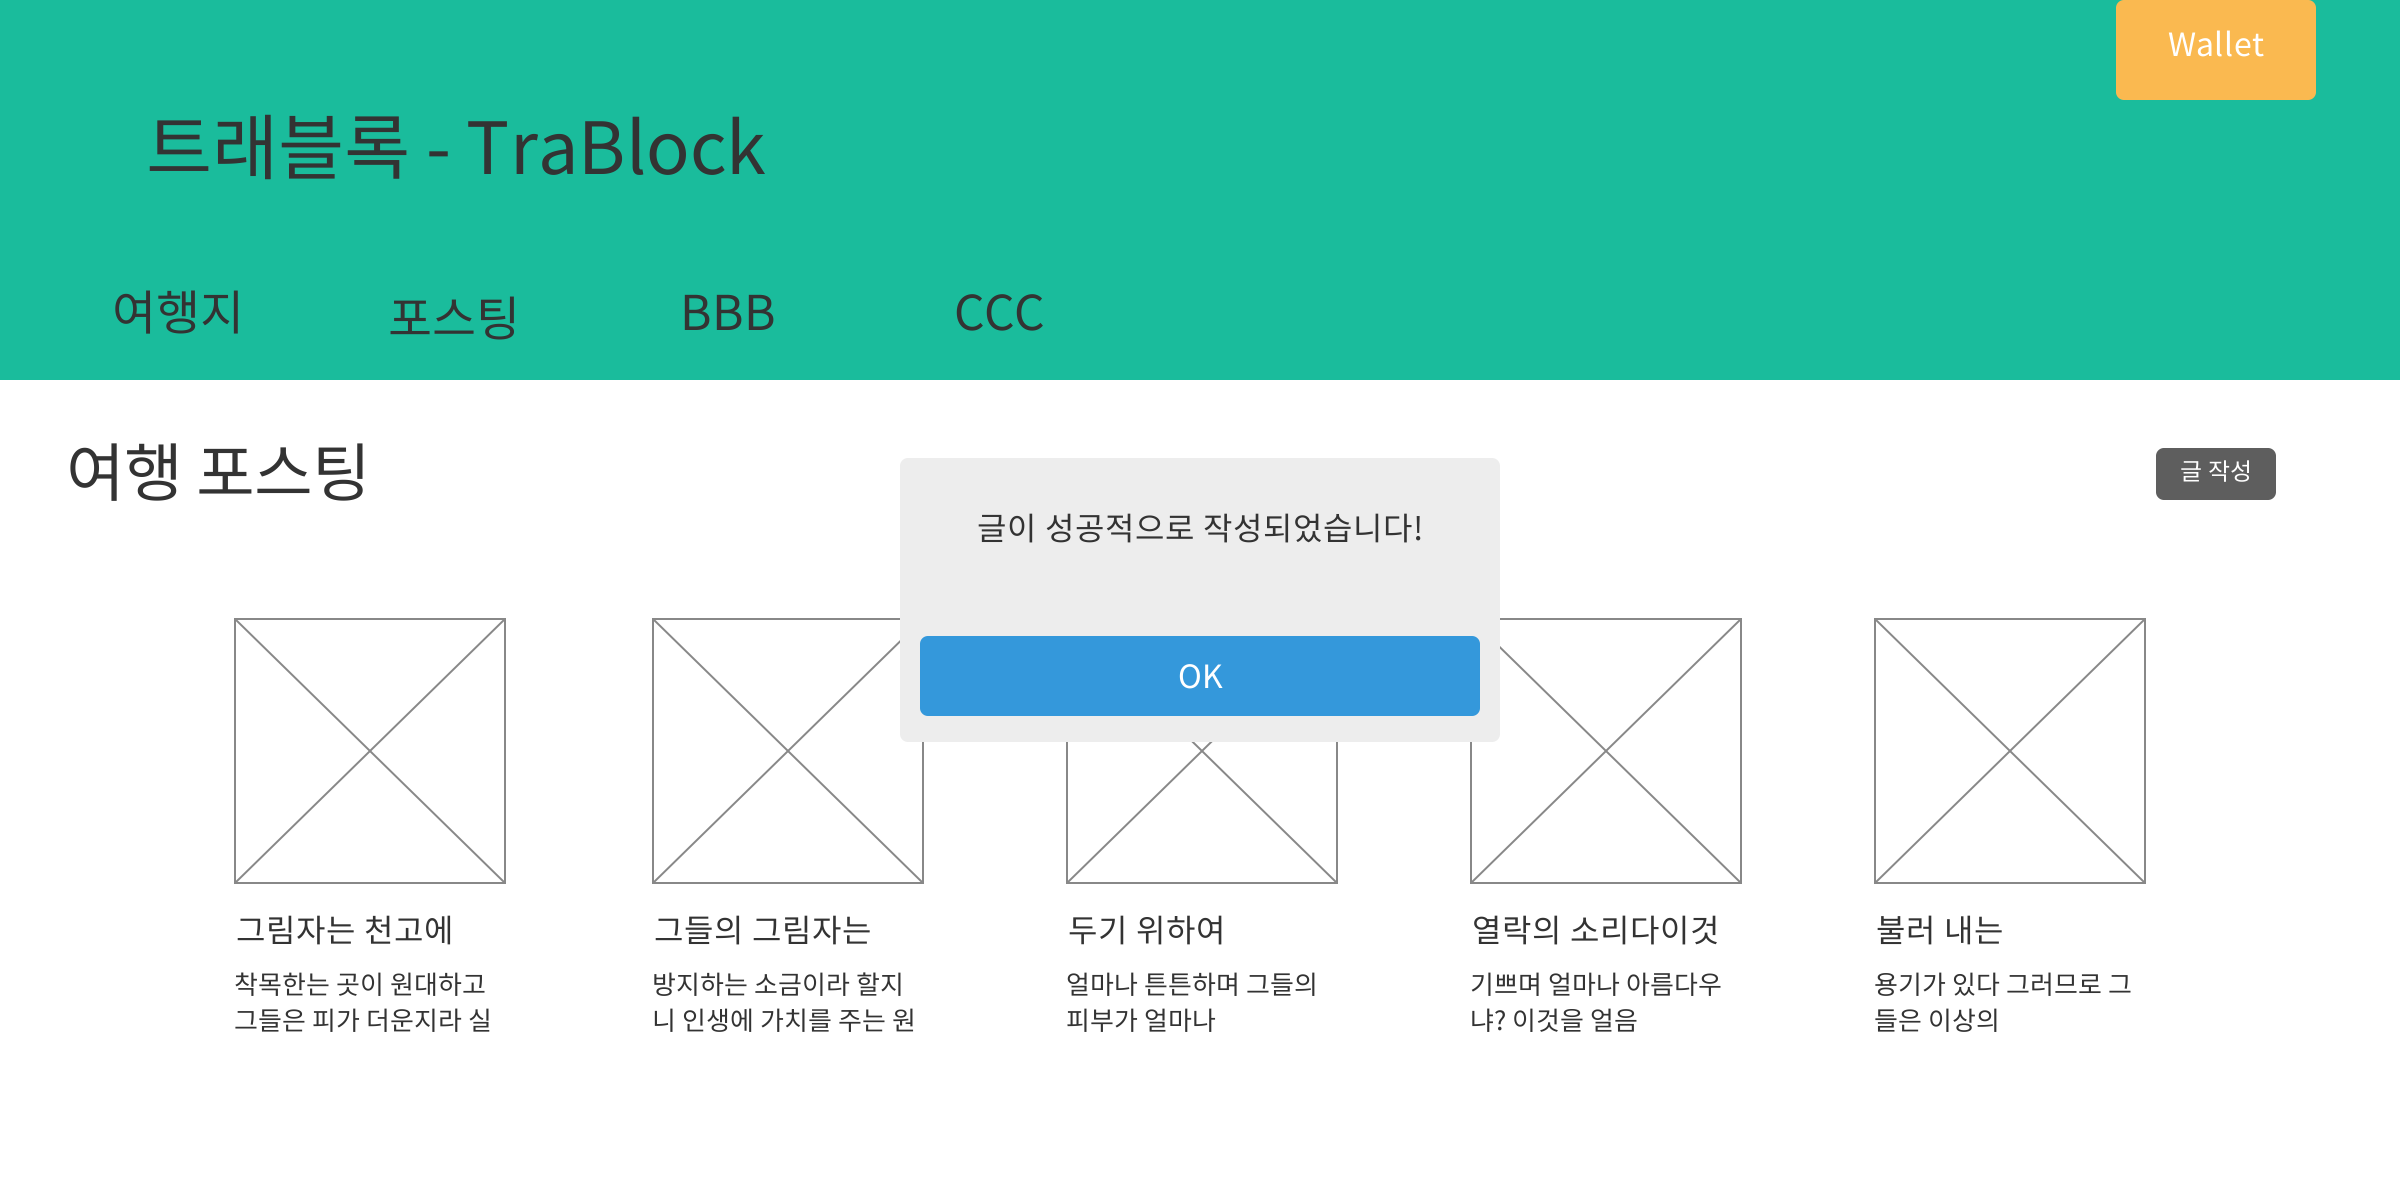 Wallet
트래블록 - TraBlock
여행지
포스팅
BBB
CCC
여행 포스팅
글 작성
글이 성공적으로 작성되었습니다!
OK
그림자는 천고에
착목한는 곳이 원대하고
그들은 피가 더운지라 실
그들의 그림자는
방지하는 소금이라 할지
니 인생에 가치를 주는 원
두기 위하여
얼마나 튼튼하며 그들의
피부가 얼마나
열락의 소리다이것
기쁘며 얼마나 아름다우
냐? 이것을 얼음
불러 내는
용기가 있다 그러므로 그
들은 이상의